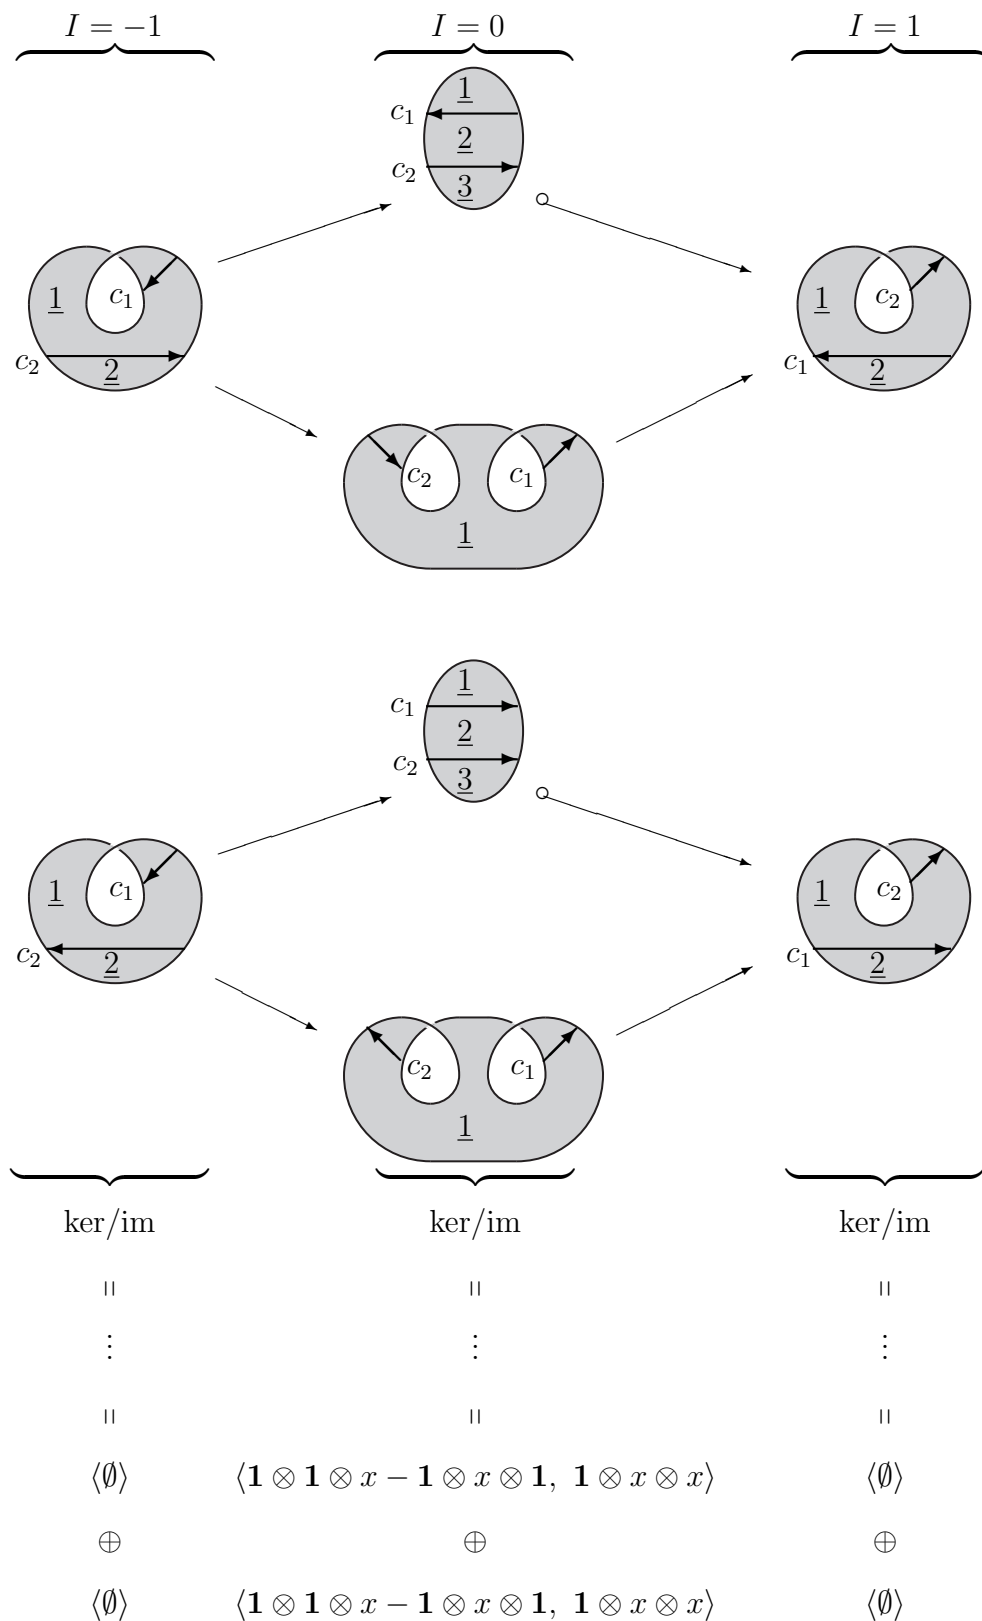 I = −1 I = 0 I = 1
1
c₁
2
c₂
3
1 c₁ 1 c₂
c₂ 2 c₁ 2
c₂ c₁
1
1
c₁
2
c₂
3
1 c₁ 1 c₂
c₂ 2 c₁ 2
c₂ c₁
1
ker/im ker/im ker/im
= = =
⋮ ⋮ ⋮
= = =
⟨∅⟩ ⟨1 ⊗ 1 ⊗ x − 1 ⊗ x ⊗ 1, 1 ⊗ x ⊗ x⟩ ⟨∅⟩
⊕ ⊕ ⊕
⟨∅⟩ ⟨1 ⊗ 1 ⊗ x − 1 ⊗ x ⊗ 1, 1 ⊗ x ⊗ x⟩ ⟨∅⟩